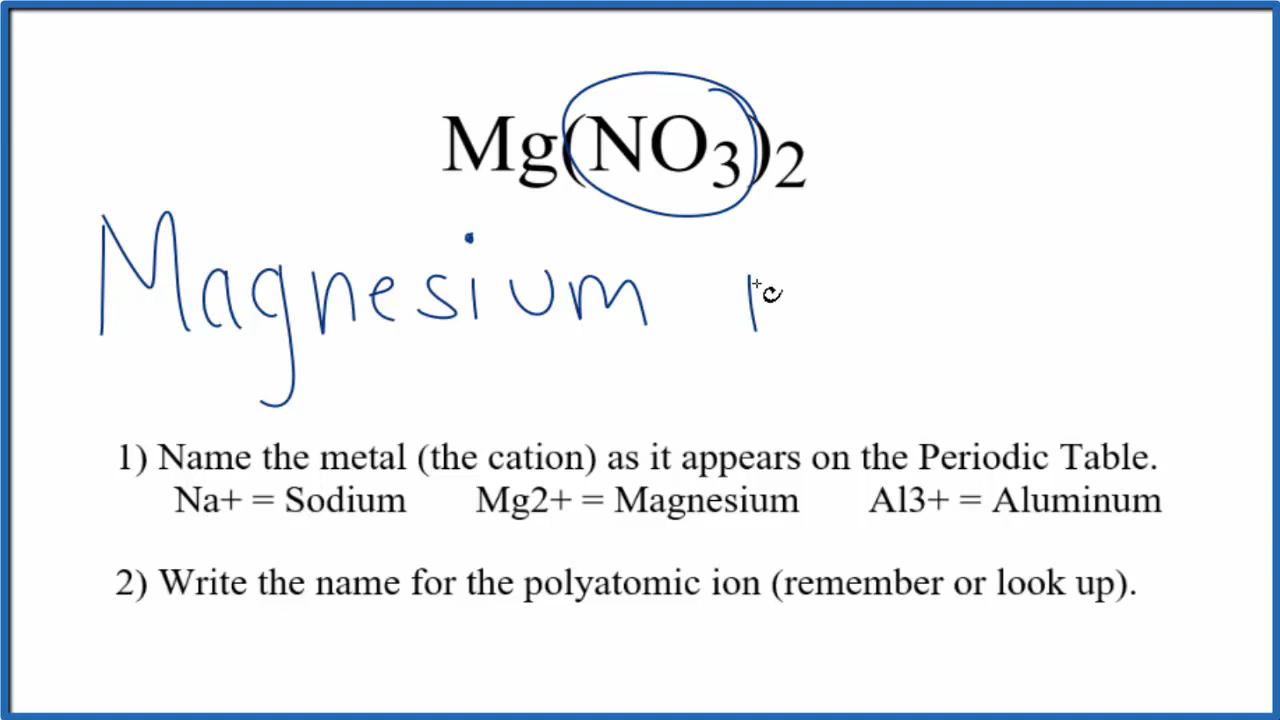 Mg(NO3)2
Magnesium
1) Name the metal (the cation) as it appears on the Periodic Table.
Na+ = Sodium Mg2+ = Magnesium Al3+ = Aluminum
2) Write the name for the polyatomic ion (remember or look up).